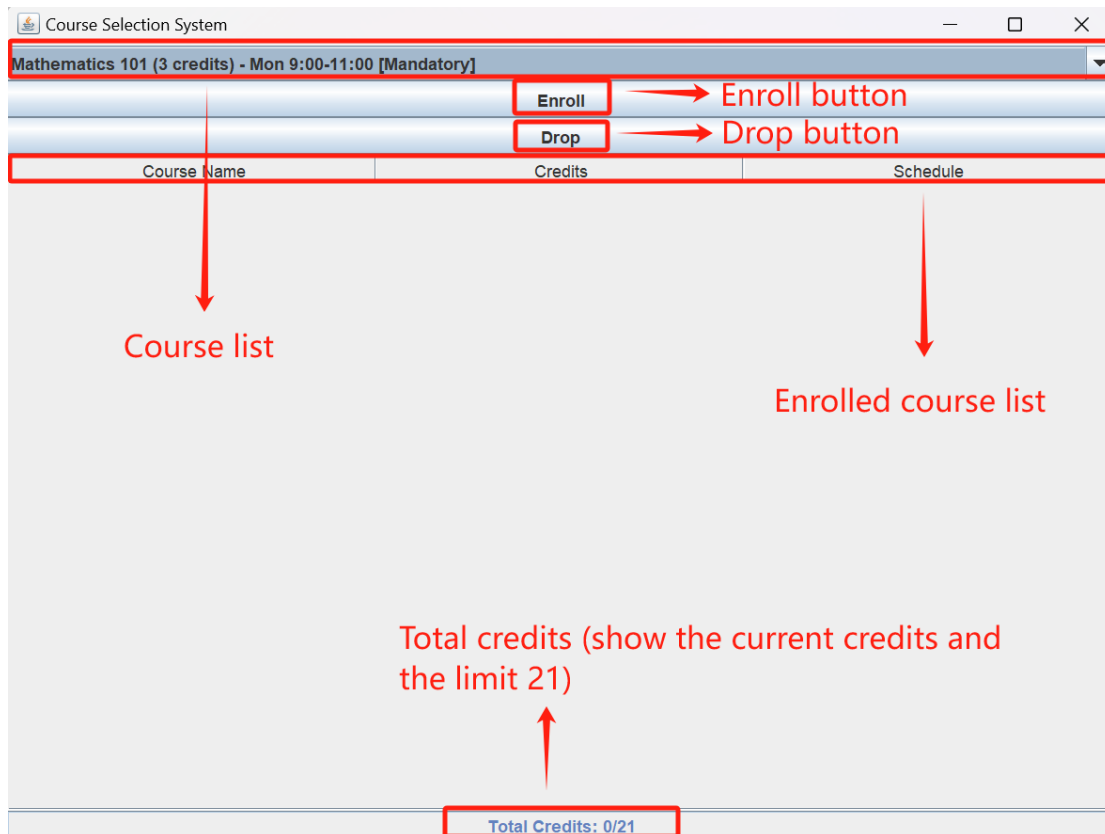 Course Selection System
Mathematics 101 (3 credits) - Mon 9:00-11:00 [Mandatory]
Enroll
Enroll button
Drop
Drop button
Course Name Credits Schedule
Course list
Enrolled course list
Total credits (show the current credits and
the limit 21)
Total Credits: 0/21